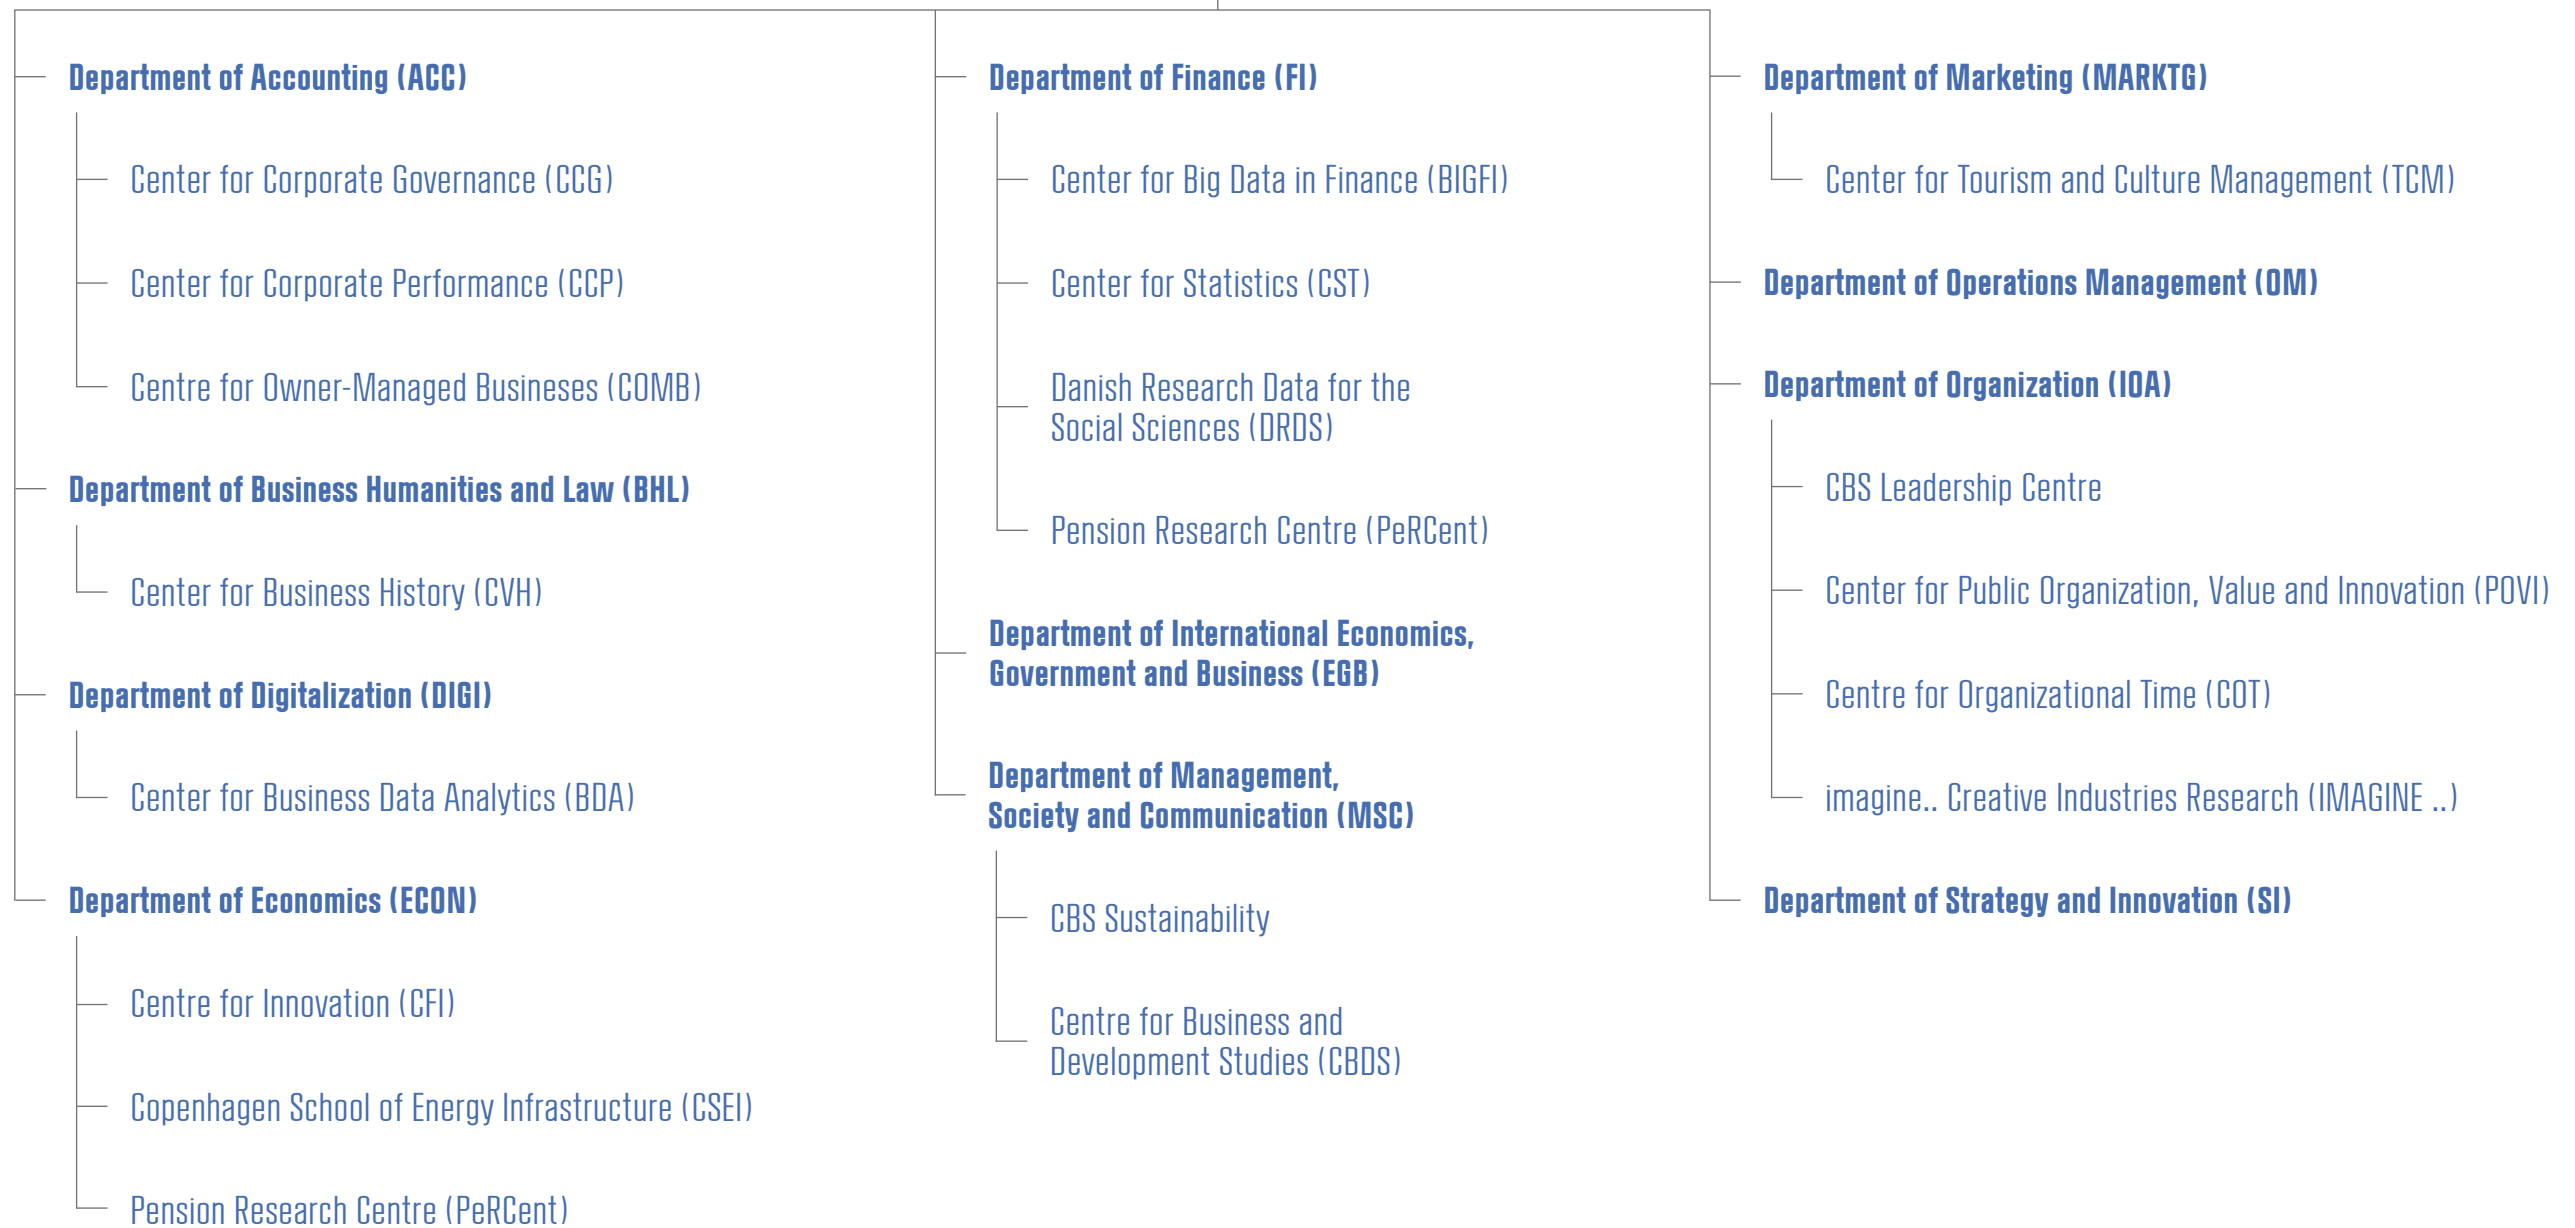 Department of Accounting (ACC)
Center for Corporate Governance (CCG)
Center for Corporate Performance (CCP)
Centre for Owner-Managed Busineses (COMB)
Department of Business Humanities and Law (BHL)
Center for Business History (CVH)
Department of Digitalization (DIGI)
Center for Business Data Analytics (BDA)
Department of Economics (ECON)
Centre for Innovation (CFI)
Copenhagen School of Energy Infrastructure (CSEI)
Pension Research Centre (PeRCent)
Department of Finance (FI)
Center for Big Data in Finance (BIGFI)
Center for Statistics (CST)
Danish Research Data for the
Social Sciences (DRDS)
Pension Research Centre (PeRCent)
Department of International Economics,
Government and Business (EGB)
Department of Management,
Society and Communication (MSC)
CBS Sustainability
Centre for Business and
Development Studies (CBDS)
Department of Marketing (MARKTG)
Center for Tourism and Culture Management (TCM)
Department of Operations Management (OM)
Department of Organization (IOA)
CBS Leadership Centre
Center for Public Organization, Value and Innovation (POVI)
Centre for Organizational Time (COT)
imagine.. Creative Industries Research (IMAGINE ..)
Department of Strategy and Innovation (SI)